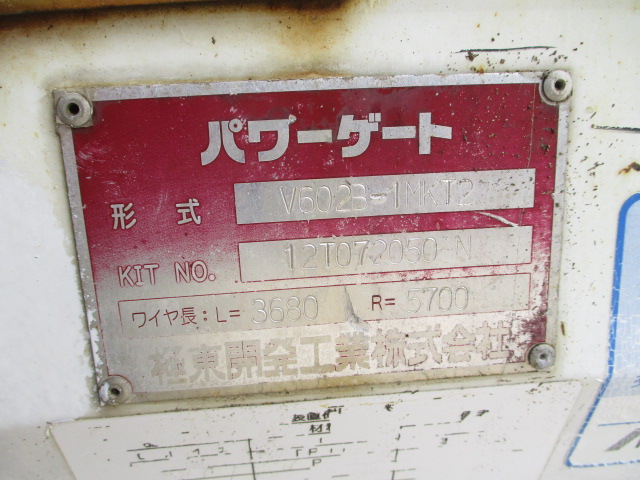 パワーゲート
形式 V602B-1MkT2
KIT NO. 12T072050-N
ワイヤ長：L= 3680 R= 5700
極東開発工業株式会社